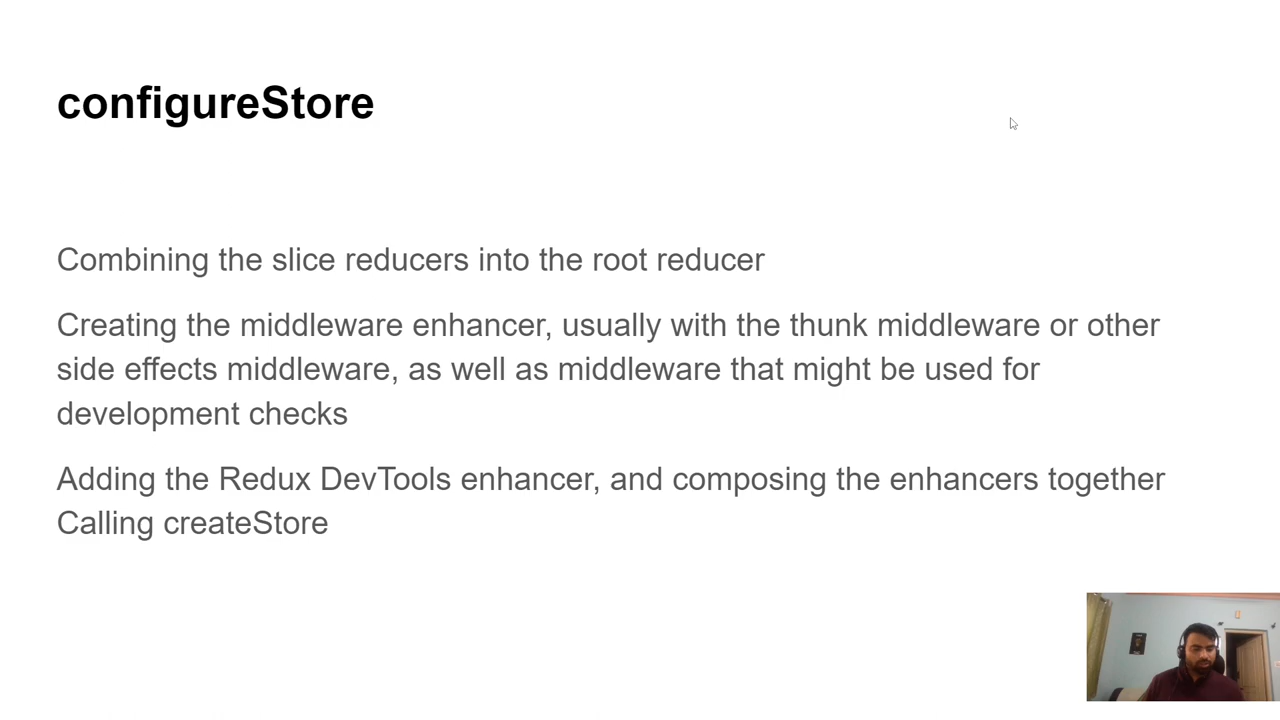 configureStore
Combining the slice reducers into the root reducer
Creating the middleware enhancer, usually with the thunk middleware or other
side effects middleware, as well as middleware that might be used for
development checks
Adding the Redux DevTools enhancer, and composing the enhancers together
Calling createStore